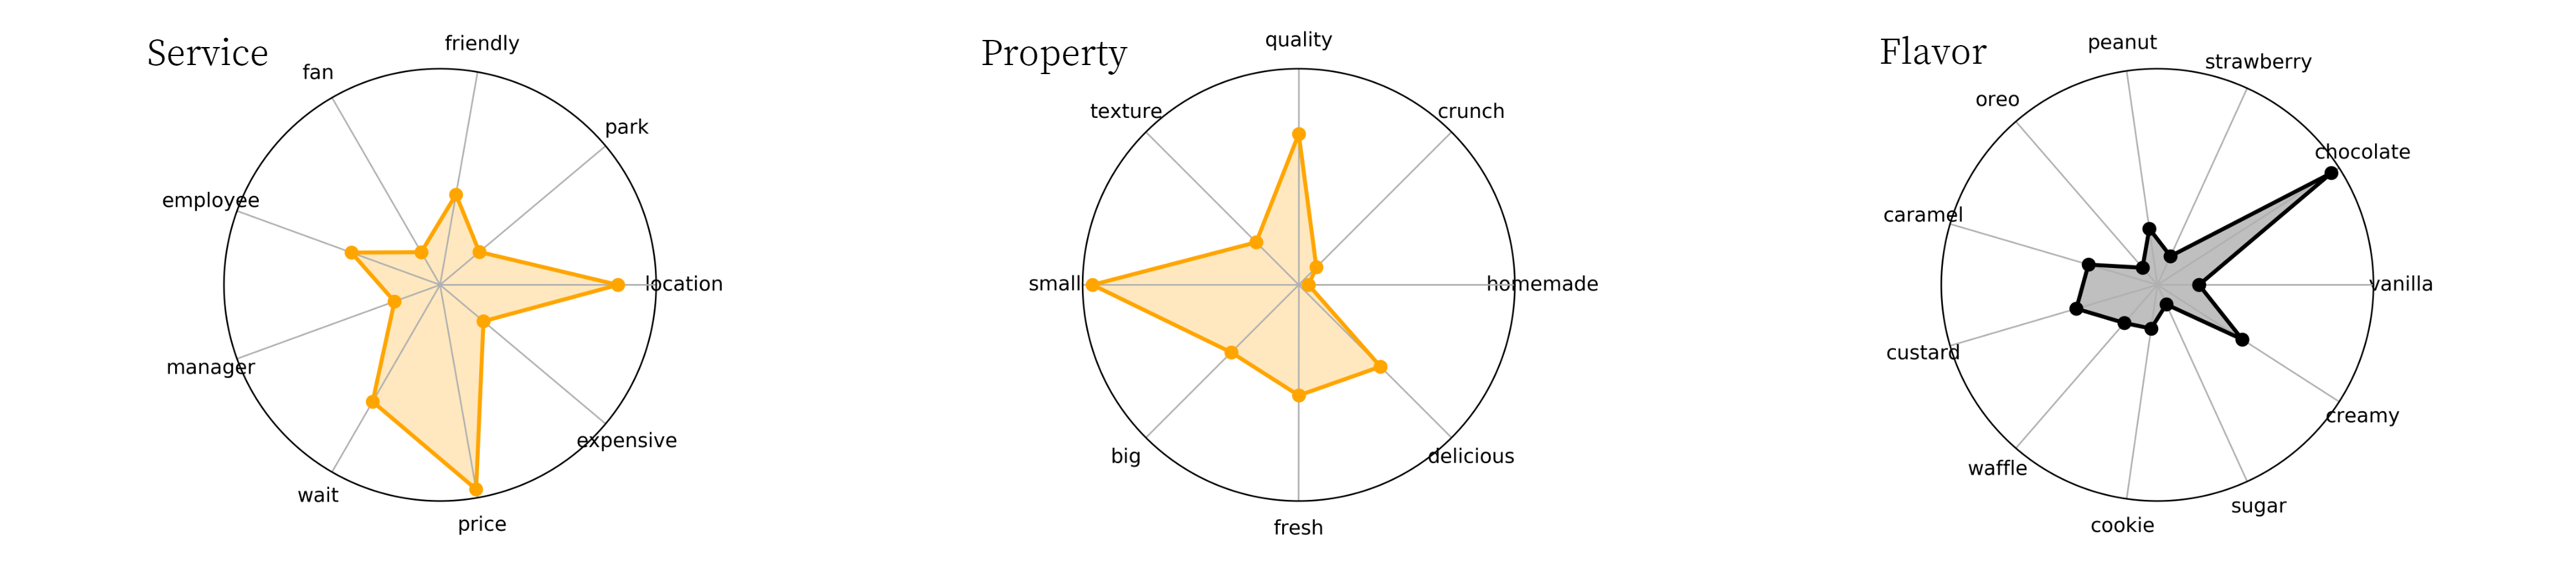 Service
friendly
fan
park
employee
location
manager
expensive
wait
price
Property
quality
texture
crunch
small
homemade
big
delicious
fresh
Flavor
peanut
strawberry
oreo
chocolate
caramel
vanilla
custard
creamy
waffle
sugar
cookie